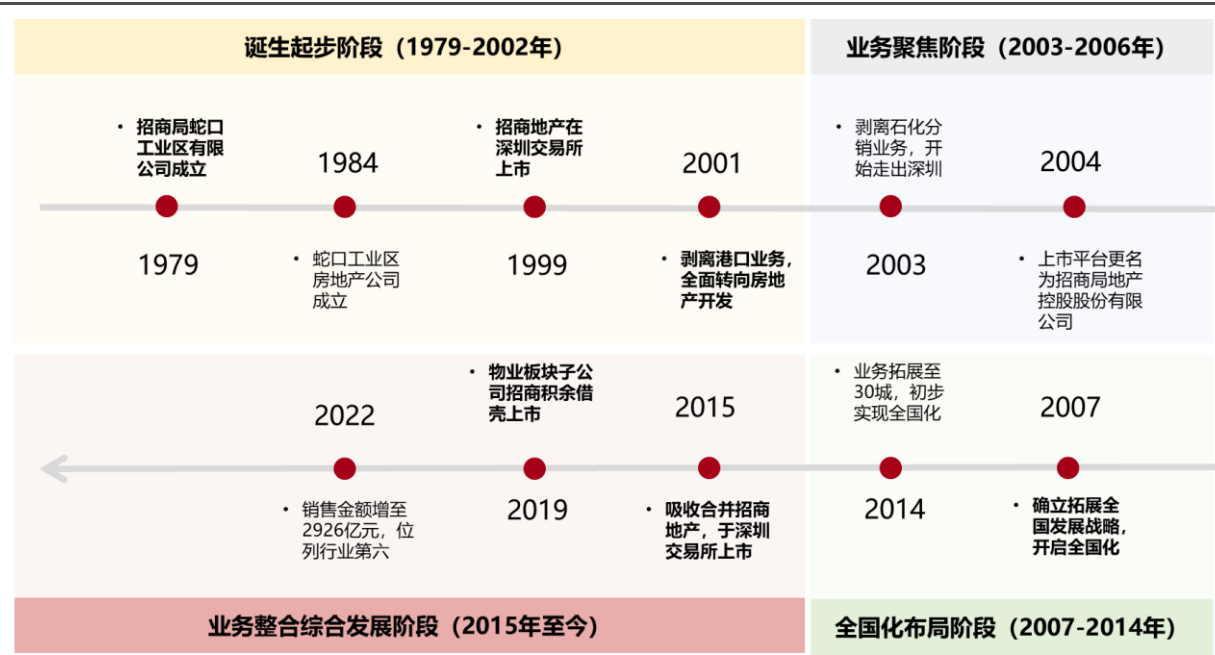 诞生起步阶段（1979-2002年）
业务聚焦阶段（2003-2006年）
• 招商局蛇口
工业区有限
公司成立
1979
1984
• 蛇口工业区
房地产公司
成立
• 招商地产在
深圳交易所
上市
1999
2001
• 剥离港口业务，
全面转向房地
产开发
• 剥离石化分
销业务，开
始走出深圳
2003
2004
• 上市平台更名
为招商局地产
控股股份有限
公司
2007
• 确立拓展全
国发展战略，
开启全国化
• 业务拓展至
30城，初步
实现全国化
2014
2015
• 吸收合并招商
地产，于深圳
交易所上市
• 物业板块子公
司招商积余借
壳上市
2019
2022
• 销售金额增至
2926亿元，位
列行业第六
业务整合综合发展阶段（2015年至今）
全国化布局阶段（2007-2014年）